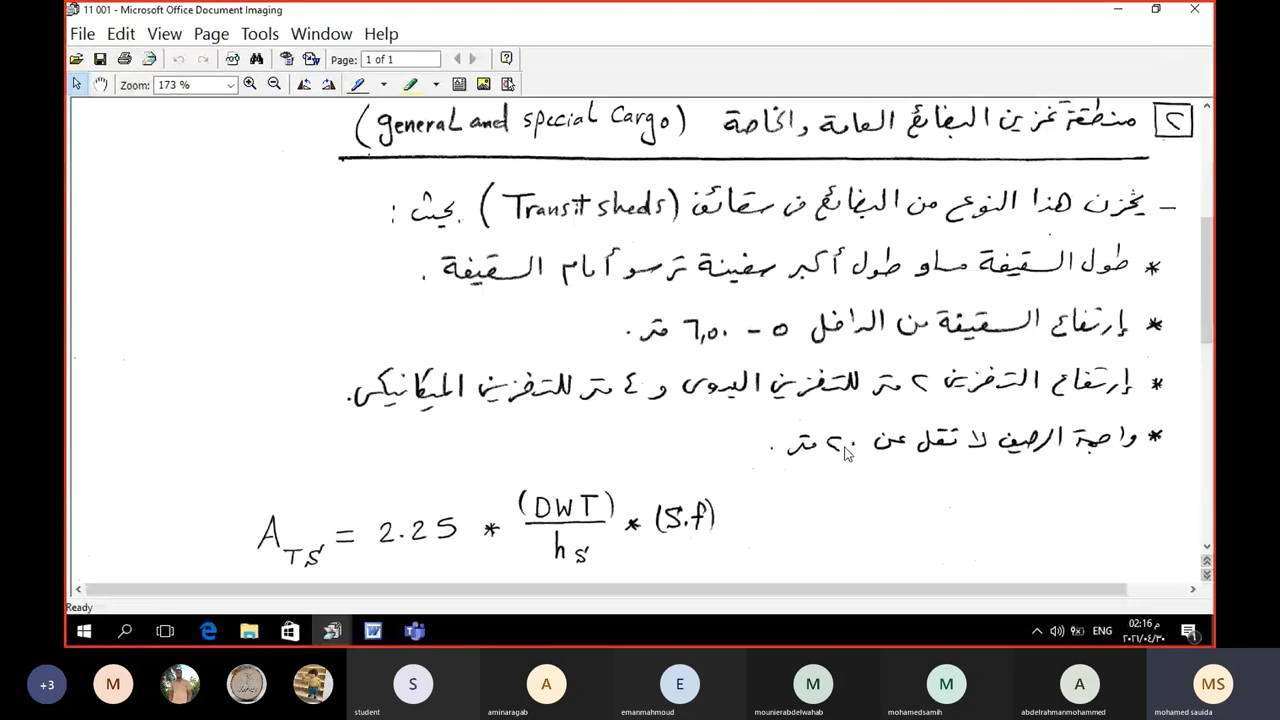 11 001 - Microsoft Office Document Imaging
File Edit View Page Tools Window Help
Page: 1 of 1
Zoom: 173 %
٢ منطقة تخزين البضائع العامة والخاصة (general and special Cargo)
- يخزن هذا النوع من البضائع فى سقائف (Transit sheds) بحيث :
* طول السقيفة مساو طول أكبر سفينة ترسو أمام السقيفة .
* إرتفاع السقيفة من الداخل ٥ - ٦,٥٠ متر .
* إرتفاع التخزين ٢ متر للتخزين اليدوى و ٤ متر للتخزين الميكانيكى .
* واجهة الرصيف لا تقل عن ٢٠ متر .
A_TS = 2.25 * (DWT)/h_s * (S.f)
Ready
ENG
02:16 م
٢٠٢١/٠٤/٣٠
1
+3 M S A E M M A MS
student aminaragab emanmahmoud mounierabdelwahab mohamedsamih abdelrahmanmohammed mohamed sauida